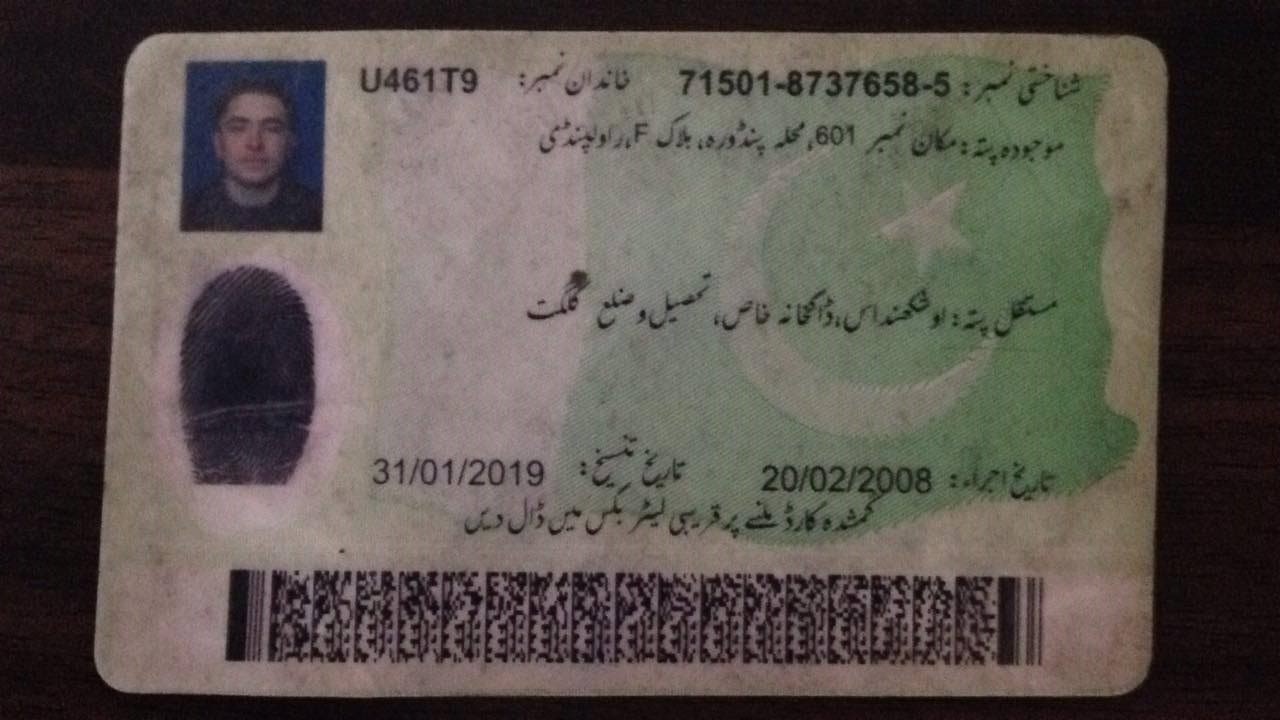 شناختی نمبر: 71501-8737658-5 خاندان نمبر: U461T9
موجودہ پتہ: مکان نمبر 601، محلہ پنڈورہ، بلاک F، راولپنڈی
مستقل پتہ: اوشکھنداس، ڈاکخانہ خاص، تحصیل و ضلع گلگت
تاریخ اجراء: 20/02/2008 تاریخ تنسیخ: 31/01/2019
گمشدہ کارڈ ملنے پر قریبی لیٹر بکس میں ڈال دیں